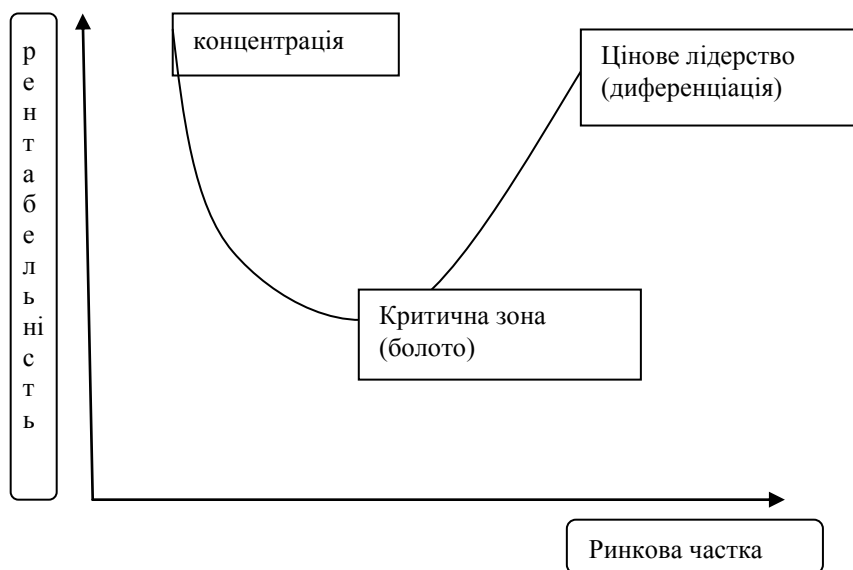 рентабельність
концентрація
Цінове лідерство
(диференціація)
Критична зона
(болото)
Ринкова частка